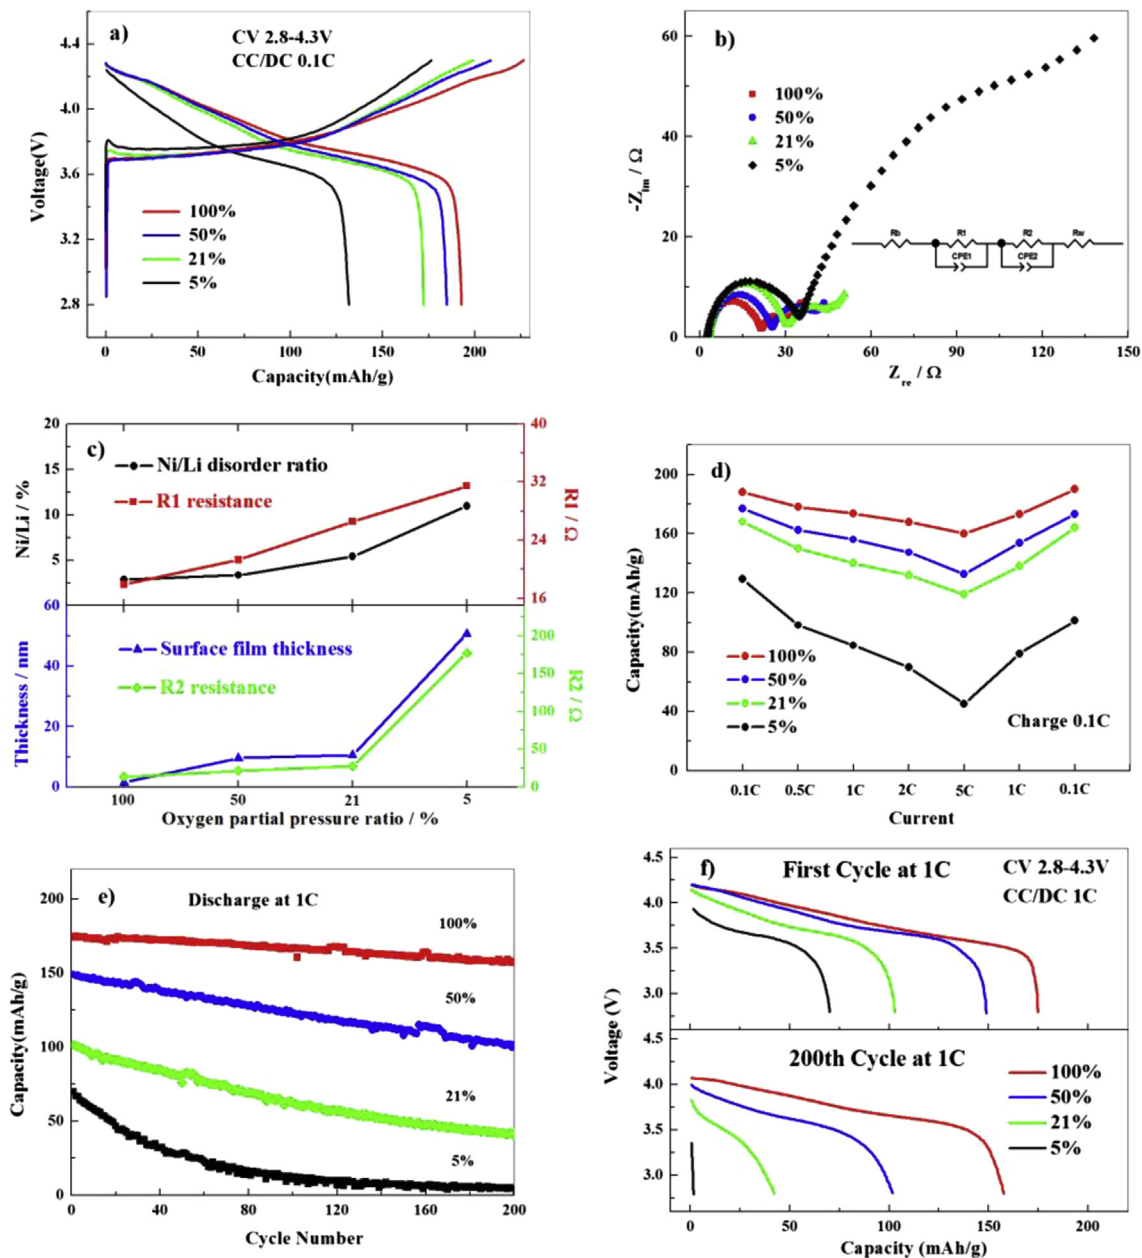 a)
CV 2.8-4.3V
CC/DC 0.1C
4.4
4.0
3.6
3.2
2.8
Voltage(V)
100%
50%
21%
5%
0
50
100
150
200
Capacity(mAh/g)
b)
-60
-Zim / Ω
40
20
0
100%
50%
21%
5%
Rb
R1
R2
Rw
CPE1
CPE2
0
30
60
90
120
150
Zre / Ω
c)
20
15
10
5
Ni/Li / %
Ni/Li disorder ratio
R1 resistance
40
32
24
16
R1 / Ω
60
40
20
0
Thickness / nm
Surface film thickness
R2 resistance
200
150
100
50
0
R2 / Ω
100
50
21
5
Oxygen partial pressure ratio / %
d)
200
160
120
80
40
0
Capacity(mAh/g)
100%
50%
21%
5%
Charge 0.1C
0.1C
0.5C
1C
2C
5C
1C
0.1C
Current
e)
Discharge at 1C
200
150
100
50
0
Capacity(mAh/g)
100%
50%
21%
5%
0
40
80
120
160
200
Cycle Number
f)
First Cycle at 1C
CV 2.8-4.3V
CC/DC 1C
4.5
4.0
3.5
3.0
Voltage (V)
200th Cycle at 1C
4.5
4.0
3.5
3.0
100%
50%
21%
5%
0
50
100
150
200
Capacity (mAh/g)